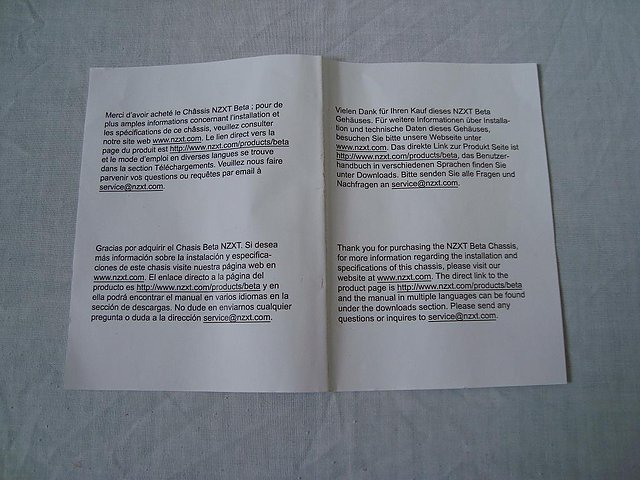 Merci d'avoir acheté le Châssis NZXT Beta ; pour de
plus amples informations concernant l'installation et
les spécifications de ce châssis, veuillez consulter
notre site web www.nzxt.com. Le lien direct vers la
page du produit est http://www.nzxt.com/products/beta
et le mode d'emploi en diverses langues se trouve
dans la section Téléchargements. Veuillez nous faire
parvenir vos questions ou requêtes par email à
service@nzxt.com.
Gracias por adquirir el Chasis Beta NZXT. Si desea
más información sobre la instalación y especifica-
ciones de este chasis visite nuestra página web en
www.nzxt.com. El enlace directo a la página del
producto es http://www.nzxt.com/products/beta y en
ella podrá encontrar el manual en varios idiomas en la
sección de descargas. No dude en enviarnos cualquier
pregunta o duda a la dirección service@nzxt.com.
Vielen Dank für Ihren Kauf dieses NZXT Beta
Gehäuses. Für weitere Informationen über Installa-
tion und technische Daten dieses Gehäuses,
besuchen Sie bitte unsere Webseite unter
www.nzxt.com. Das direkte Link zur Produkt Seite ist
http://www.nzxt.com/products/beta, das Benutzer-
handbuch in verschiedenen Sprachen finden Sie
unter Downloads. Bitte senden Sie alle Fragen und
Nachfragen an service@nzxt.com.
Thank you for purchasing the NZXT Beta Chassis,
for more information regarding the installation and
specifications of this chassis, please visit our
website at www.nzxt.com. The direct link to the
product page is http://www.nzxt.com/products/beta
and the manual in multiple languages can be found
under the downloads section. Please send any
questions or inquires to service@nzxt.com.